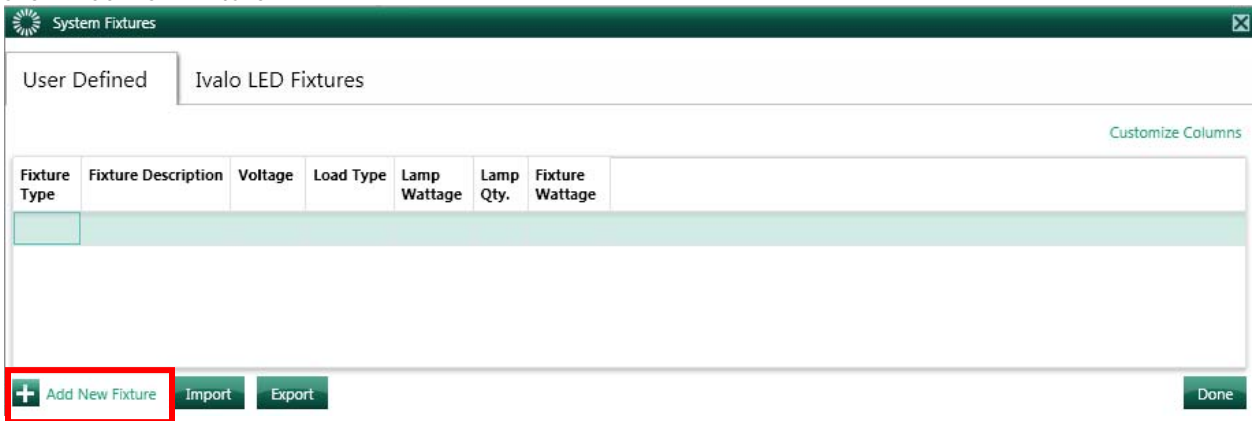 System Fixtures
User Defined Ivalo LED Fixtures
Customize Columns
Fixture Type Fixture Description Voltage Load Type Lamp Wattage Lamp Qty. Fixture Wattage
Add New Fixture Import Export Done